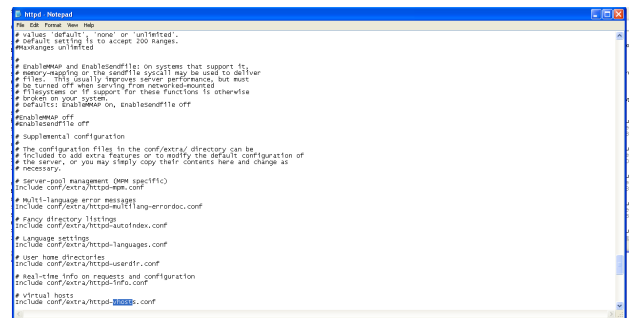 httpd - Notepad
File Edit Format View Help
# values 'default', 'none' or 'unlimited'.
# Default setting is to accept 200 Ranges.
#MaxRanges unlimited
#
# EnableMMAP and EnableSendfile: On systems that support it,
# memory-mapping or the sendfile syscall may be used to deliver
# files. This usually improves server performance, but must
# be turned off when serving from networked-mounted
# filesystems or if support for these functions is otherwise
# broken on your system.
# Defaults: EnableMMAP On, EnableSendfile Off
#
#EnableMMAP off
#EnableSendfile off
# Supplemental configuration
#
# The configuration files in the conf/extra/ directory can be
# included to add extra features or to modify the default configuration of
# the server, or you may simply copy their contents here and change as
# necessary.
# Server-pool management (MPM specific)
Include conf/extra/httpd-mpm.conf
# Multi-language error messages
Include conf/extra/httpd-multilang-errordoc.conf
# Fancy directory listings
Include conf/extra/httpd-autoindex.conf
# Language settings
Include conf/extra/httpd-languages.conf
# User home directories
Include conf/extra/httpd-userdir.conf
# Real-time info on requests and configuration
Include conf/extra/httpd-info.conf
# Virtual hosts
Include conf/extra/httpd-vhosts.conf